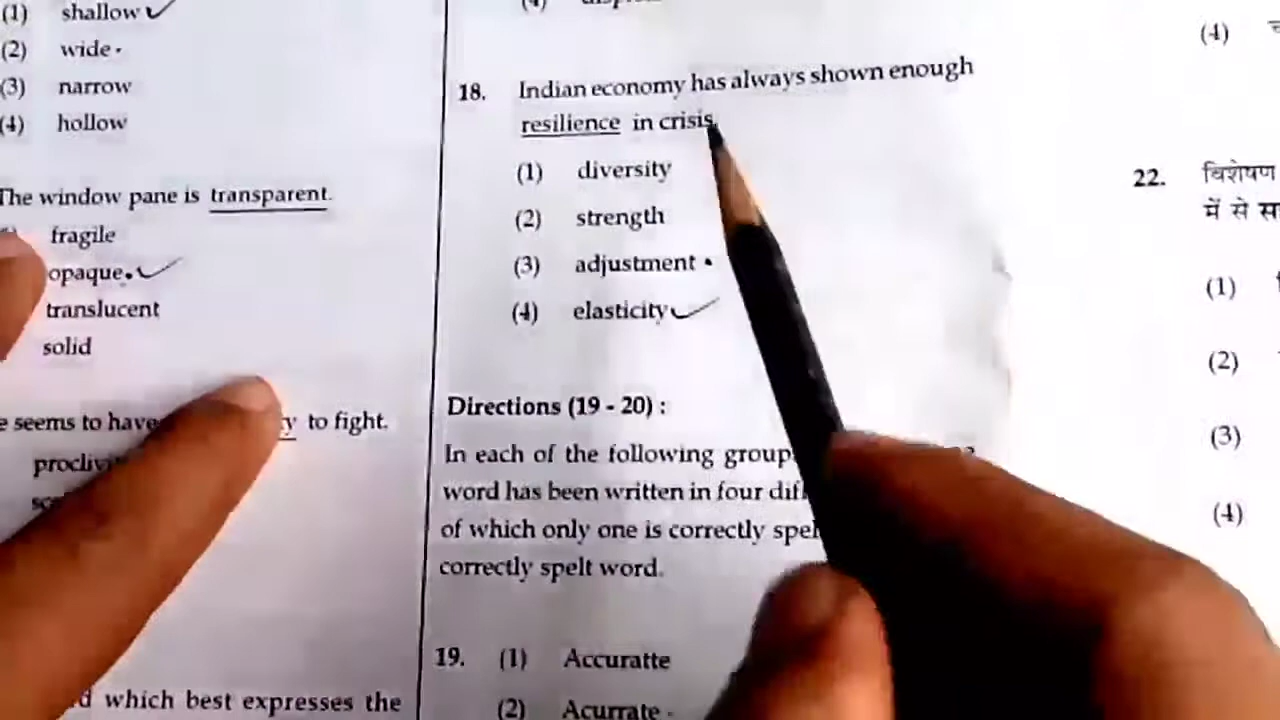 (1) shallow
(2) wide
(3) narrow
(4) hollow
The window pane is transparent.
fragile
opaque
translucent
solid
seems to have
to fight.
which best expresses the
(4)
18. Indian economy has always shown enough
resilience in crisis
(1) diversity
(2) strength
(3) adjustment
(4) elasticity
Directions (19 - 20) :
In each of the following
word has been written in four
of which only one is correctly
correctly spelt word.
19. (1) Accuratte
(2) Acurrate
(4)
22. विशेषण
में से
(1)
(2)
(3)
(4)